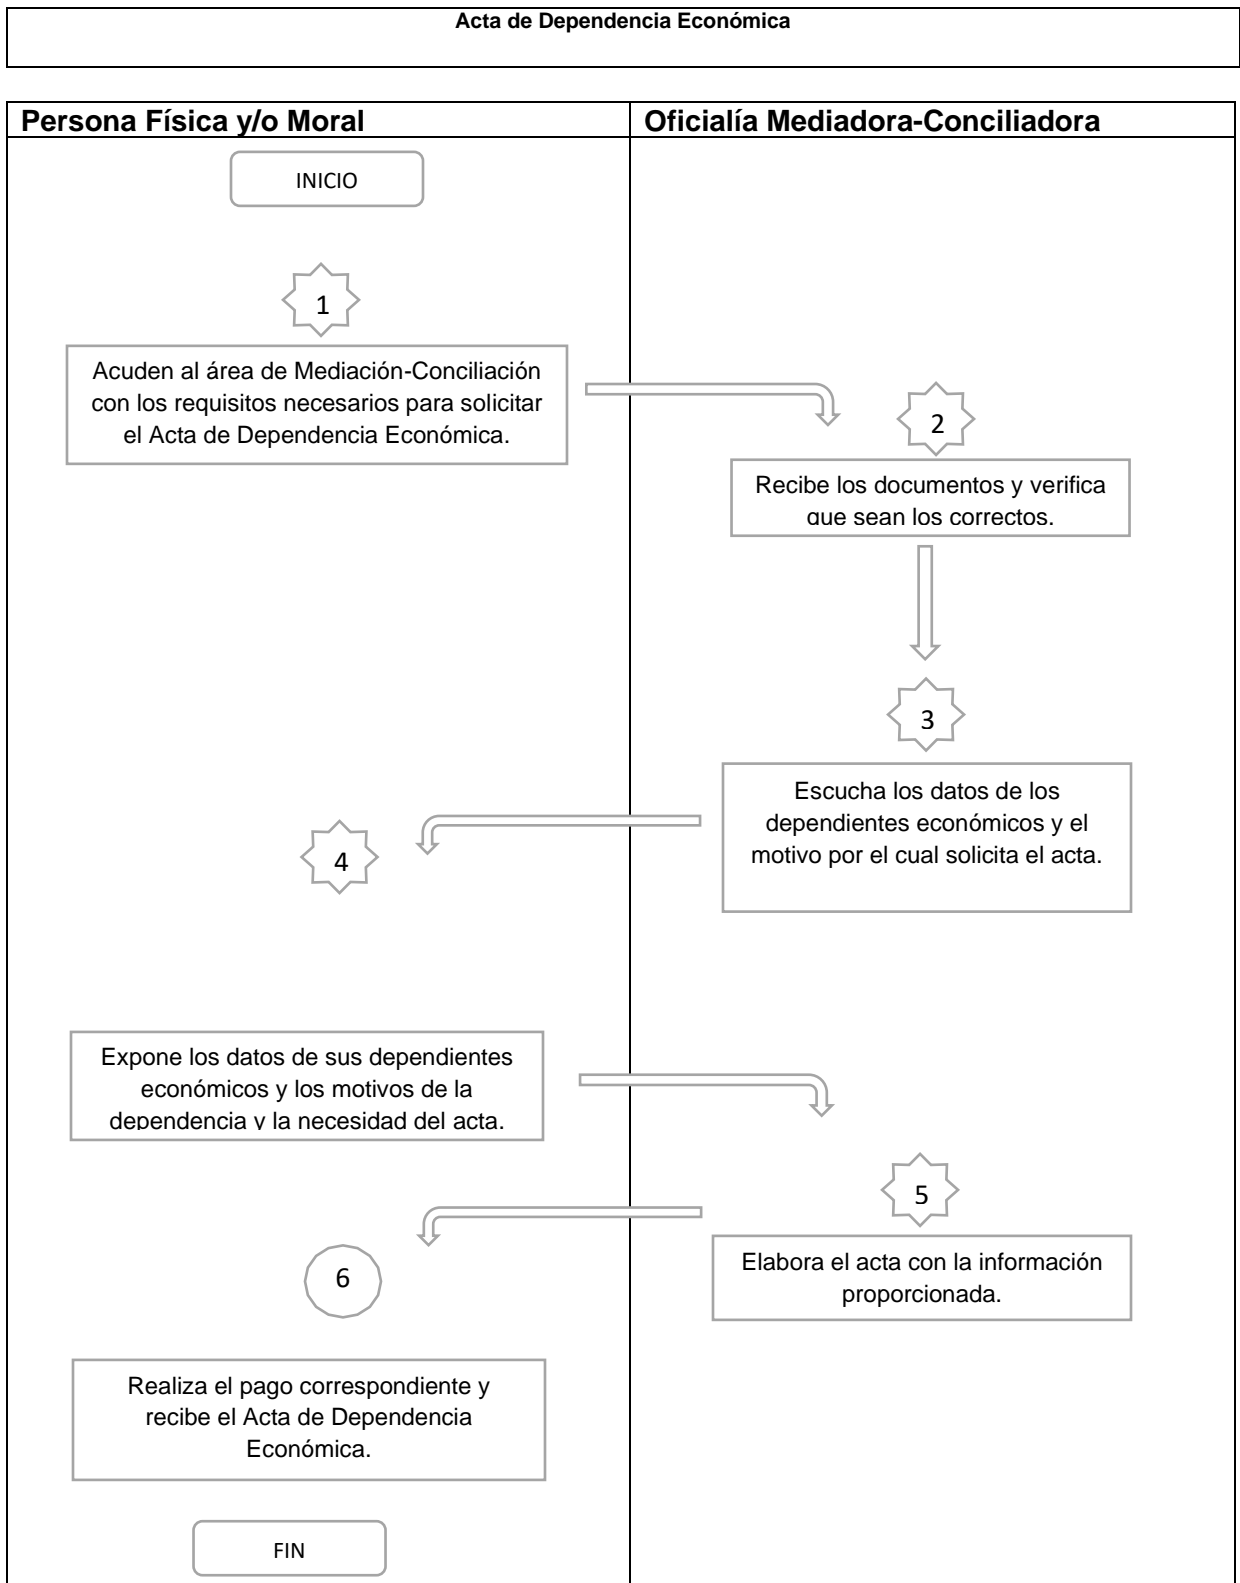 Acta de Dependencia Económica
Persona Física y/o Moral
Oficialía Mediadora-Conciliadora
INICIO
1
Acuden al área de Mediación-Conciliación
con los requisitos necesarios para solicitar
el Acta de Dependencia Económica.
2
Recibe los documentos y verifica
que sean los correctos.
3
Escucha los datos de los
dependientes económicos y el
motivo por el cual solicita el acta.
4
Expone los datos de sus dependientes
económicos y los motivos de la
dependencia y la necesidad del acta.
5
Elabora el acta con la información
proporcionada.
6
Realiza el pago correspondiente y
recibe el Acta de Dependencia
Económica.
FIN